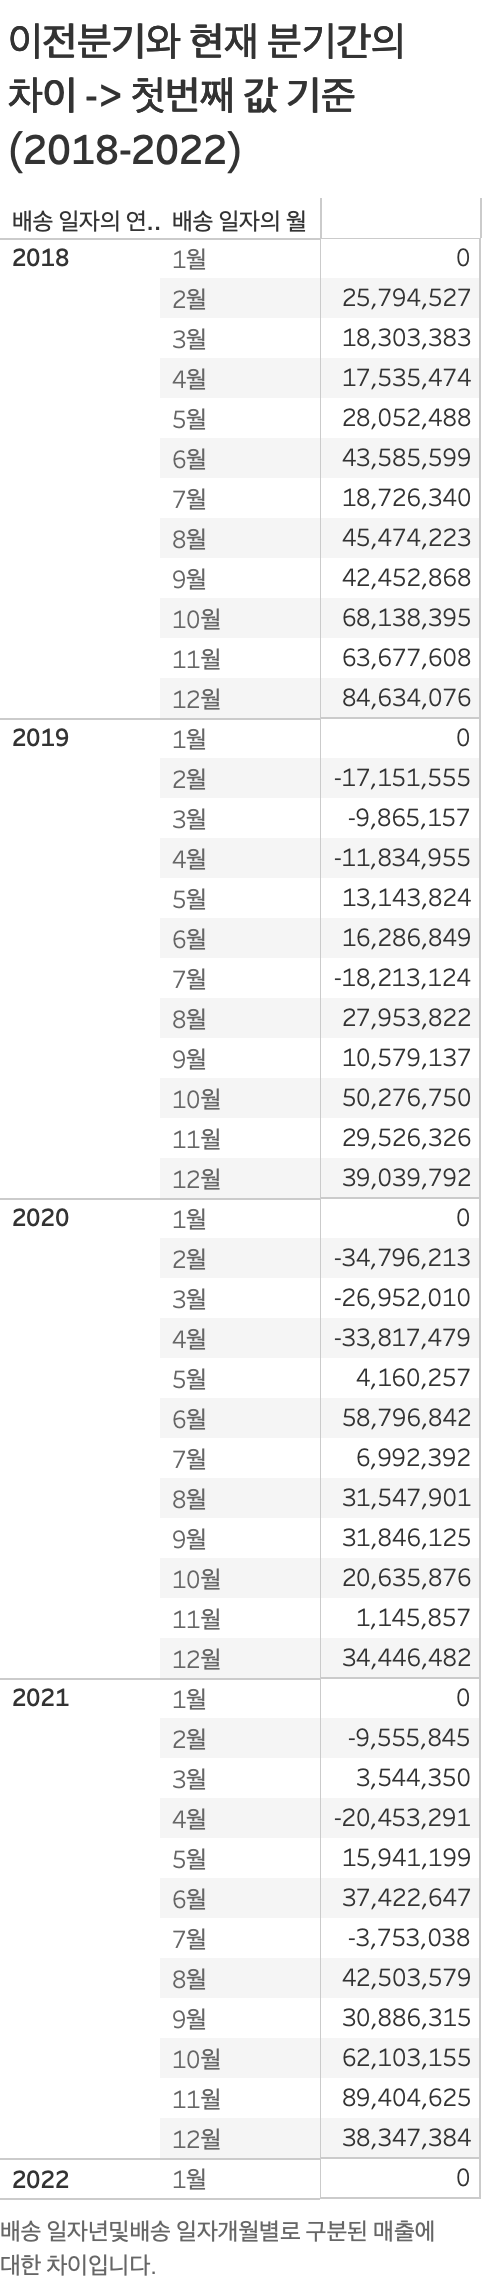 이전분기와 현재 분기간의
차이 -> 첫번째 값 기준
(2018-2022)
배송 일자의 연.. 배송 일자의 월
2018 1월 0
2월 25,794,527
3월 18,303,383
4월 17,535,474
5월 28,052,488
6월 43,585,599
7월 18,726,340
8월 45,474,223
9월 42,452,868
10월 68,138,395
11월 63,677,608
12월 84,634,076
2019 1월 0
2월 -17,151,555
3월 -9,865,157
4월 -11,834,955
5월 13,143,824
6월 16,286,849
7월 -18,213,124
8월 27,953,822
9월 10,579,137
10월 50,276,750
11월 29,526,326
12월 39,039,792
2020 1월 0
2월 -34,796,213
3월 -26,952,010
4월 -33,817,479
5월 4,160,257
6월 58,796,842
7월 6,992,392
8월 31,547,901
9월 31,846,125
10월 20,635,876
11월 1,145,857
12월 34,446,482
2021 1월 0
2월 -9,555,845
3월 3,544,350
4월 -20,453,291
5월 15,941,199
6월 37,422,647
7월 -3,753,038
8월 42,503,579
9월 30,886,315
10월 62,103,155
11월 89,404,625
12월 38,347,384
2022 1월 0
배송 일자년및배송 일자개월별로 구분된 매출에
대한 차이입니다.